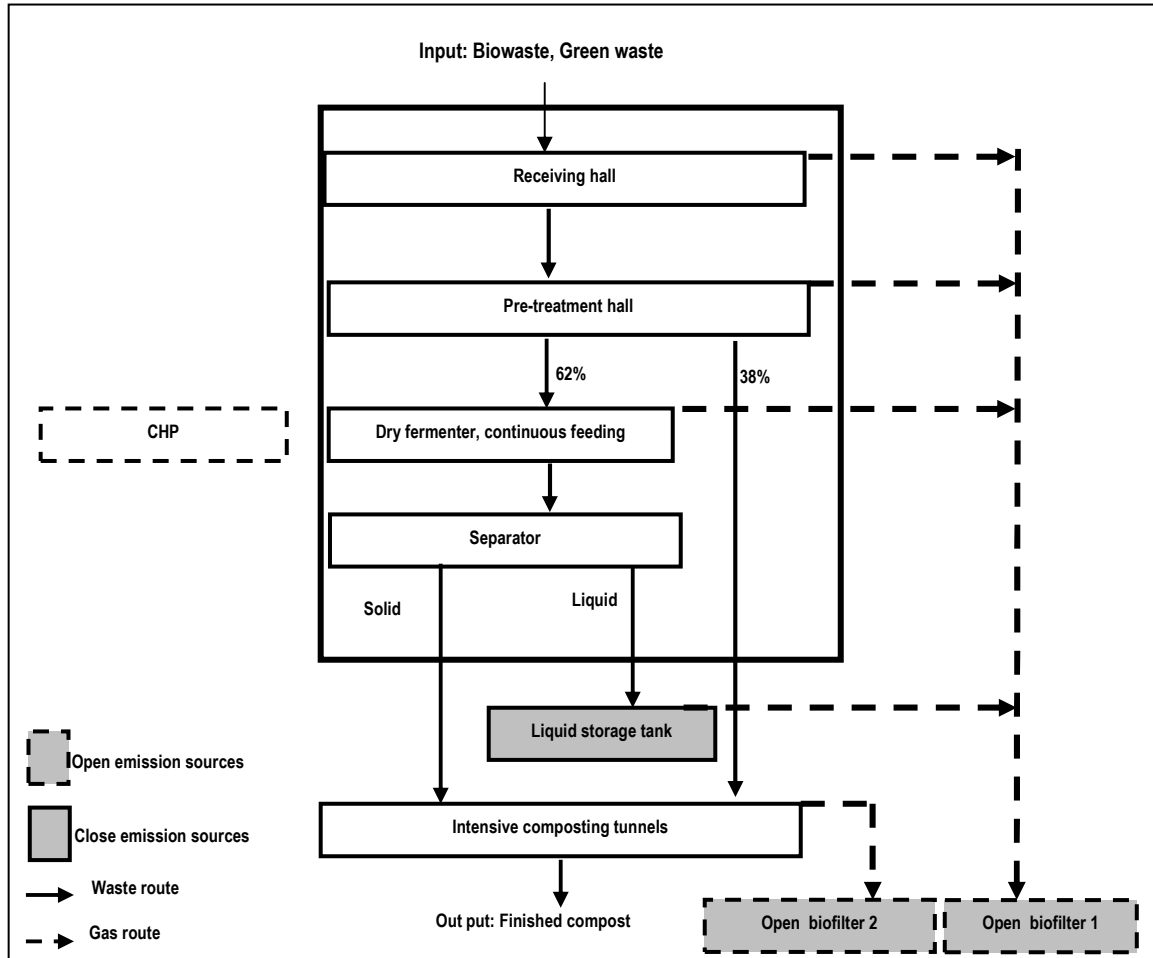 Input: Biowaste, Green waste
Receiving hall
Pre-treatment hall
62%
38%
CHP
Dry fermenter, continuous feeding
Separator
Solid
Liquid
Liquid storage tank
Open emission sources
Intensive composting tunnels
Close emission sources
Waste route
Out put: Finished compost
Open biofilter 2
Open biofilter 1
Gas route